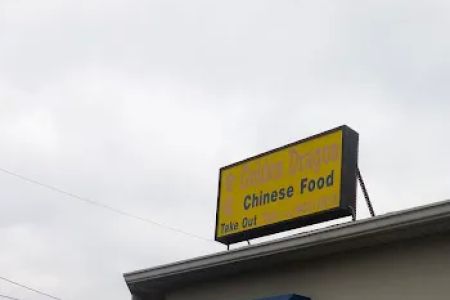 Golden Dragon
Chinese Food
Take Out